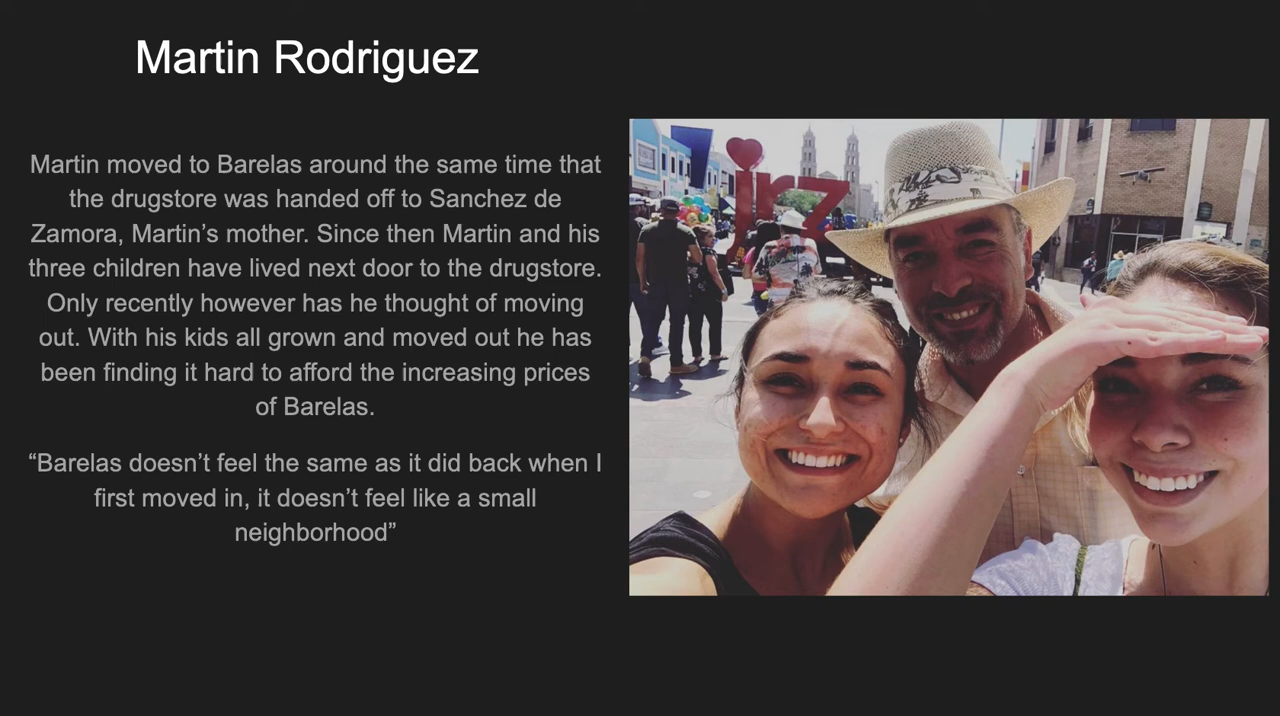 Martin Rodriguez
Martin moved to Barelas around the same time that
the drugstore was handed off to Sanchez de
Zamora, Martin’s mother. Since then Martin and his
three children have lived next door to the drugstore.
Only recently however has he thought of moving
out. With his kids all grown and moved out he has
been finding it hard to afford the increasing prices
of Barelas.
“Barelas doesn’t feel the same as it did back when I
first moved in, it doesn’t feel like a small
neighborhood”
jrz